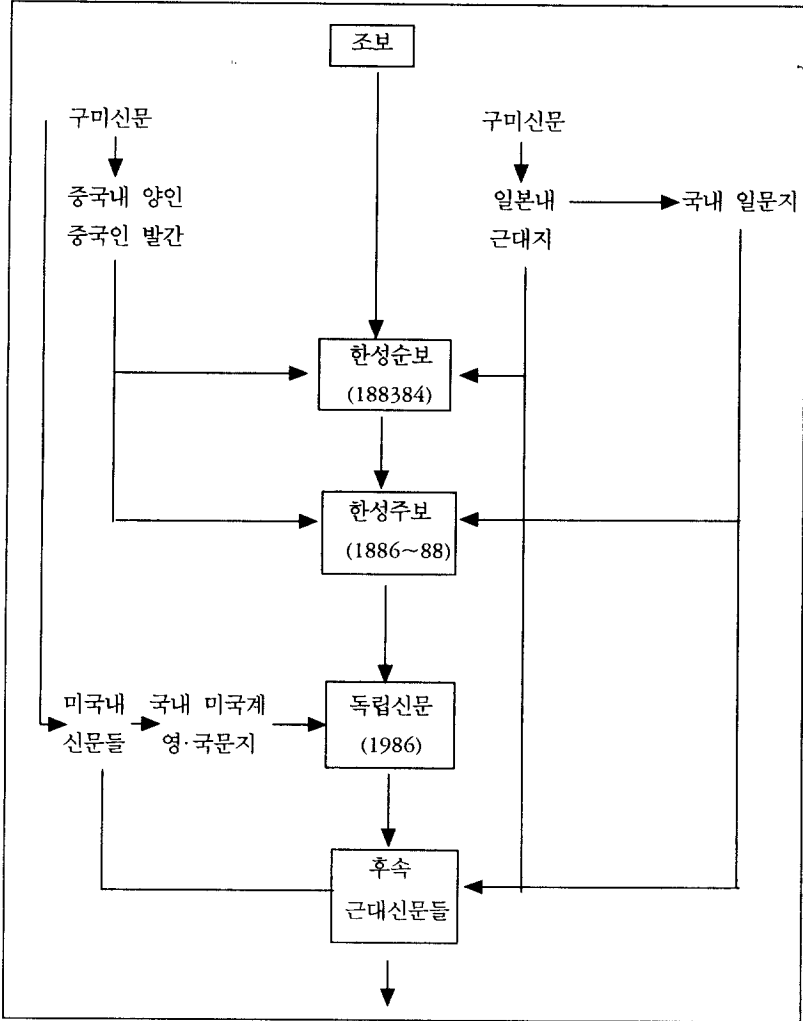 조보
구미신문
중국내 양인
중국인 발간
구미신문
일본내
근대지
국내 일문지
한성순보
(188384)
한성주보
(1886~88)
미국내
신문들
국내 미국계
영·국문지
독립신문
(1986)
후속
근대신문들